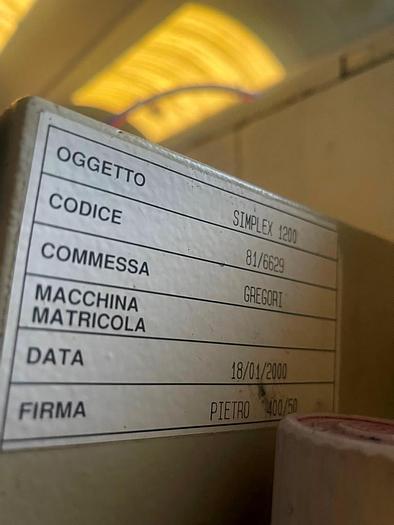 OGGETTO SIMPLEX 1200
CODICE 81/6629
COMMESSA GREGORI
MACCHINA
MATRICOLA
DATA 18/01/2000
FIRMA PIETRO 400/50